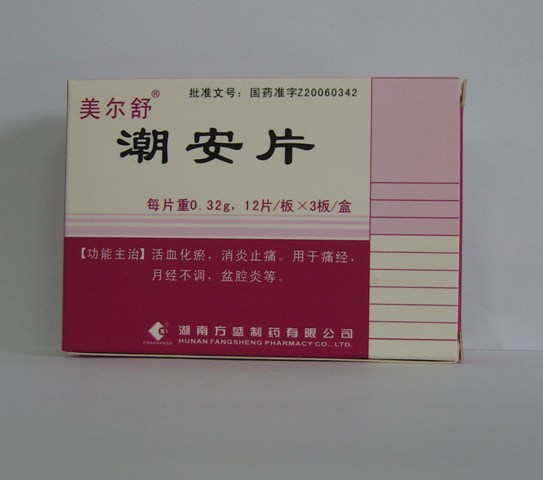 批准文号：国药准字Z20060342
美尔舒®
潮安片
每片重0.32g，12片/板×3板/盒
【功能主治】活血化瘀，消炎止痛。用于痛经，
月经不调，盆腔炎等。
湖南方盛制药有限公司
HUNAN FANGSHENG PHARMACY CO., LTD.